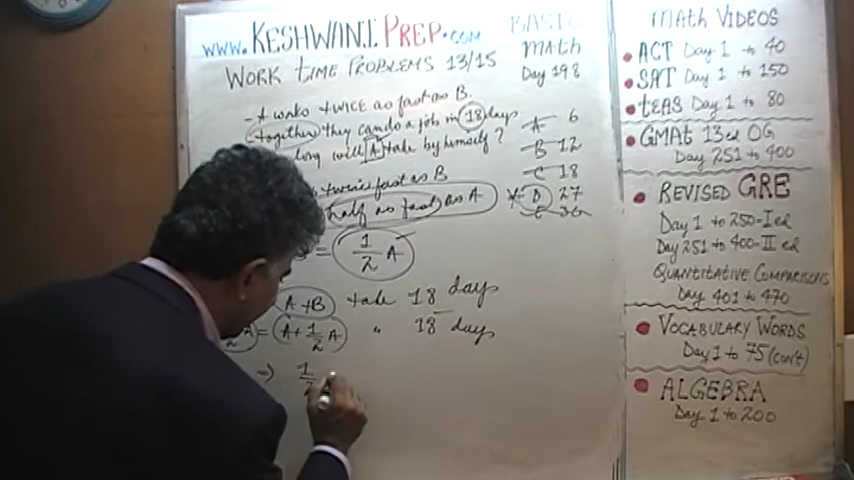 www.KESHWANIPREP.COM
WORK TIME PROBLEMS 13/15
BASIC
MATH
Day 198
- A works twice as fast as B.
together they can do a job in 18 days
long will A take by himself?
twice fast as B
half as fast as A
= 1/2 A
A+B take 18 days
= A+1/2 A " 18 days
=> 1
A 6
B 12
C 18
D 27
E 36
MATH VIDEOS
ACT Day 1 to 40
SAT Day 1 to 150
TEAS Day 1 to 80
GMAT 13ed OG
Day 251 to 400
REVISED GRE
Day 1 to 250-I ed
Day 251 to 400-II ed
QUANTITATIVE COMPARISONS
Day 401 to 470
VOCABULARY WORDS
Day 1 to 75 (con't)
ALGEBRA
Day 1 to 200